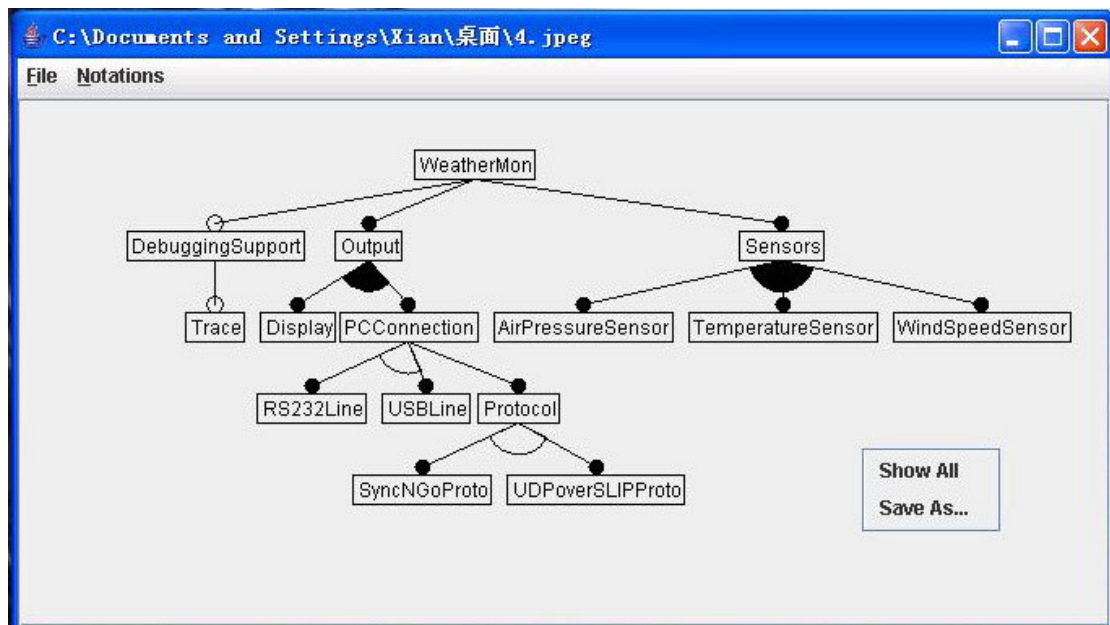 C:\Documents and Settings\Xian\桌面\4.jpeg
File Notations
WeatherMon
DebuggingSupport Output Sensors
Trace Display PCConnection AirPressureSensor TemperatureSensor WindSpeedSensor
RS232Line USBLine Protocol
SyncNGoProto UDPoverSLIPProto
Show All
Save As...